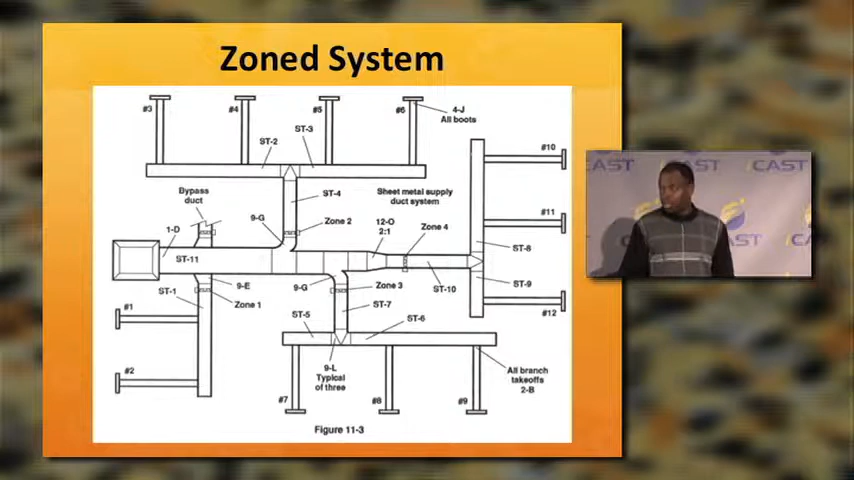 Zoned System
#3
#4
#5
#6
4-J
All boots
ST-2
ST-3
#10
Bypass
duct
ST-4
Sheet metal supply
duct system
9-G
Zone 2
12-O
2:1
Zone 4
#11
1-D
ST-11
ST-8
9-E
ST-1
Zone 1
9-G
Zone 3
ST-10
ST-9
#1
ST-7
#12
ST-5
ST-6
#2
9-L
Typical
of three
All branch
takeoffs
2-B
#7
#8
#9
Figure 11-3
CAST
iCAST